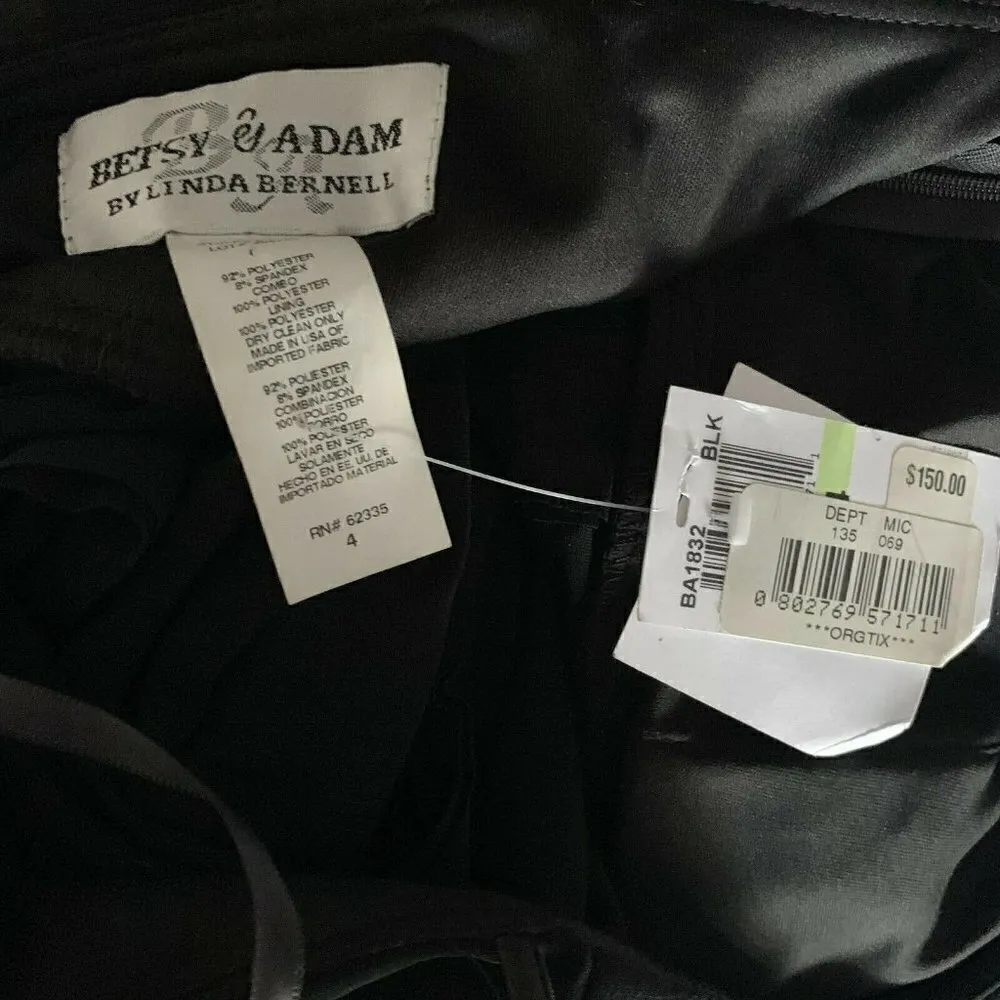 BETSY & ADAM
BY LINDA BERNELL
92% POLYESTER
8% SPANDEX
COMBO
100% POLYESTER
LINING
100% POLYESTER
DRY CLEAN ONLY
MADE IN USA OF
IMPORTED FABRIC
92% POLIESTER
8% SPANDEX
COMBINACION
100% POLIESTER
FORRO
100% POLIESTER
LAVAR EN SECO
SOLAMENTE
HECHO EN EE. UU. DE
IMPORTADO MATERIAL
RN# 62335
4
BA1832 BLK
$150.00
DEPT MIC
135 069
0 802769 571711
***ORGTIX***